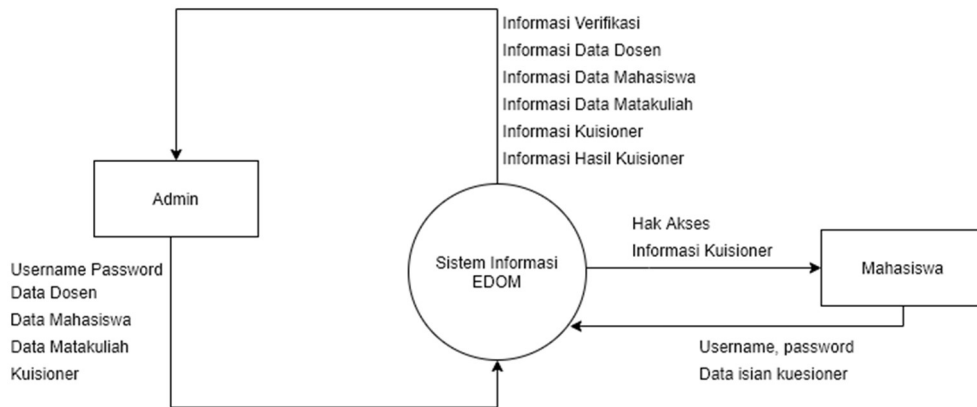 Informasi Verifikasi
Informasi Data Dosen
Informasi Data Mahasiswa
Informasi Data Matakuliah
Informasi Kuisioner
Informasi Hasil Kuisioner
Admin
Username Password
Data Dosen
Data Mahasiswa
Data Matakuliah
Kuisioner
Sistem Informasi
EDOM
Hak Akses
Informasi Kuisioner
Mahasiswa
Username, password
Data isian kuesioner